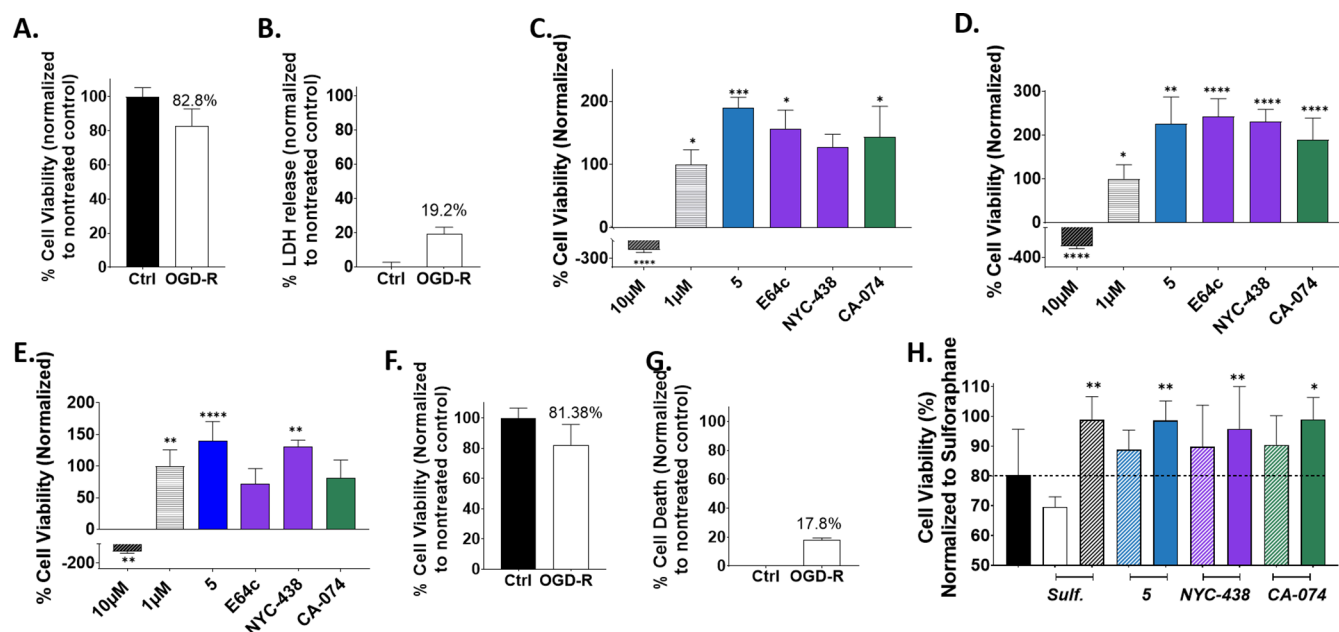 A.
% Cell Viability (normalized
to nontreated control)
100
80
60
40
20
0
82.8%
Ctrl OGD-R
B.
% LDH release (normalized
to nontreated control)
100
80
60
40
20
0
19.2%
Ctrl OGD-R
C.
% Cell Viability (Normalized)
200
100
0
-300
****
*
***
*
*
10µM
1µM
5
E64c
NYC-438
CA-074
D.
% Cell Viability (Normalized)
300
200
100
0
-400
****
*
**
****
****
****
10µM
1µM
5
E64c
NYC-438
CA-074
E.
% Cell Viability (Normalized)
200
150
100
50
0
-200
**
**
****
**
10µM
1µM
5
E64c
NYC-438
CA-074
F.
% Cell Viability (Normalized
to nontreated control)
100
80
60
40
20
0
81.38%
Ctrl OGD-R
G.
% Cell Death (Normalized
to nontreated control)
100
80
60
40
20
0
17.8%
Ctrl OGD-R
H.
Cell Viability (%)
Normalized to Sulforaphane
110
100
90
80
70
60
50
**
**
**
*
Sulf. 5 NYC-438 CA-074